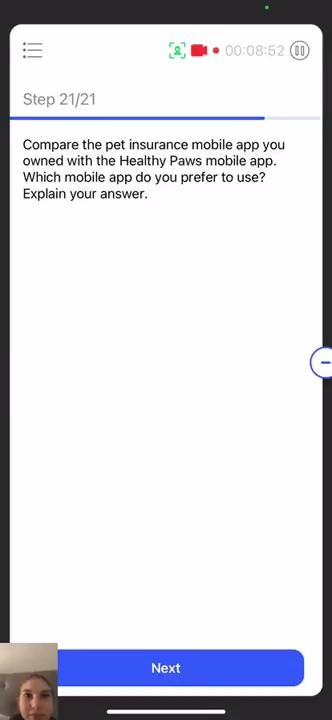 00:08:52
Step 21/21
Compare the pet insurance mobile app you
owned with the Healthy Paws mobile app.
Which mobile app do you prefer to use?
Explain your answer.
Next